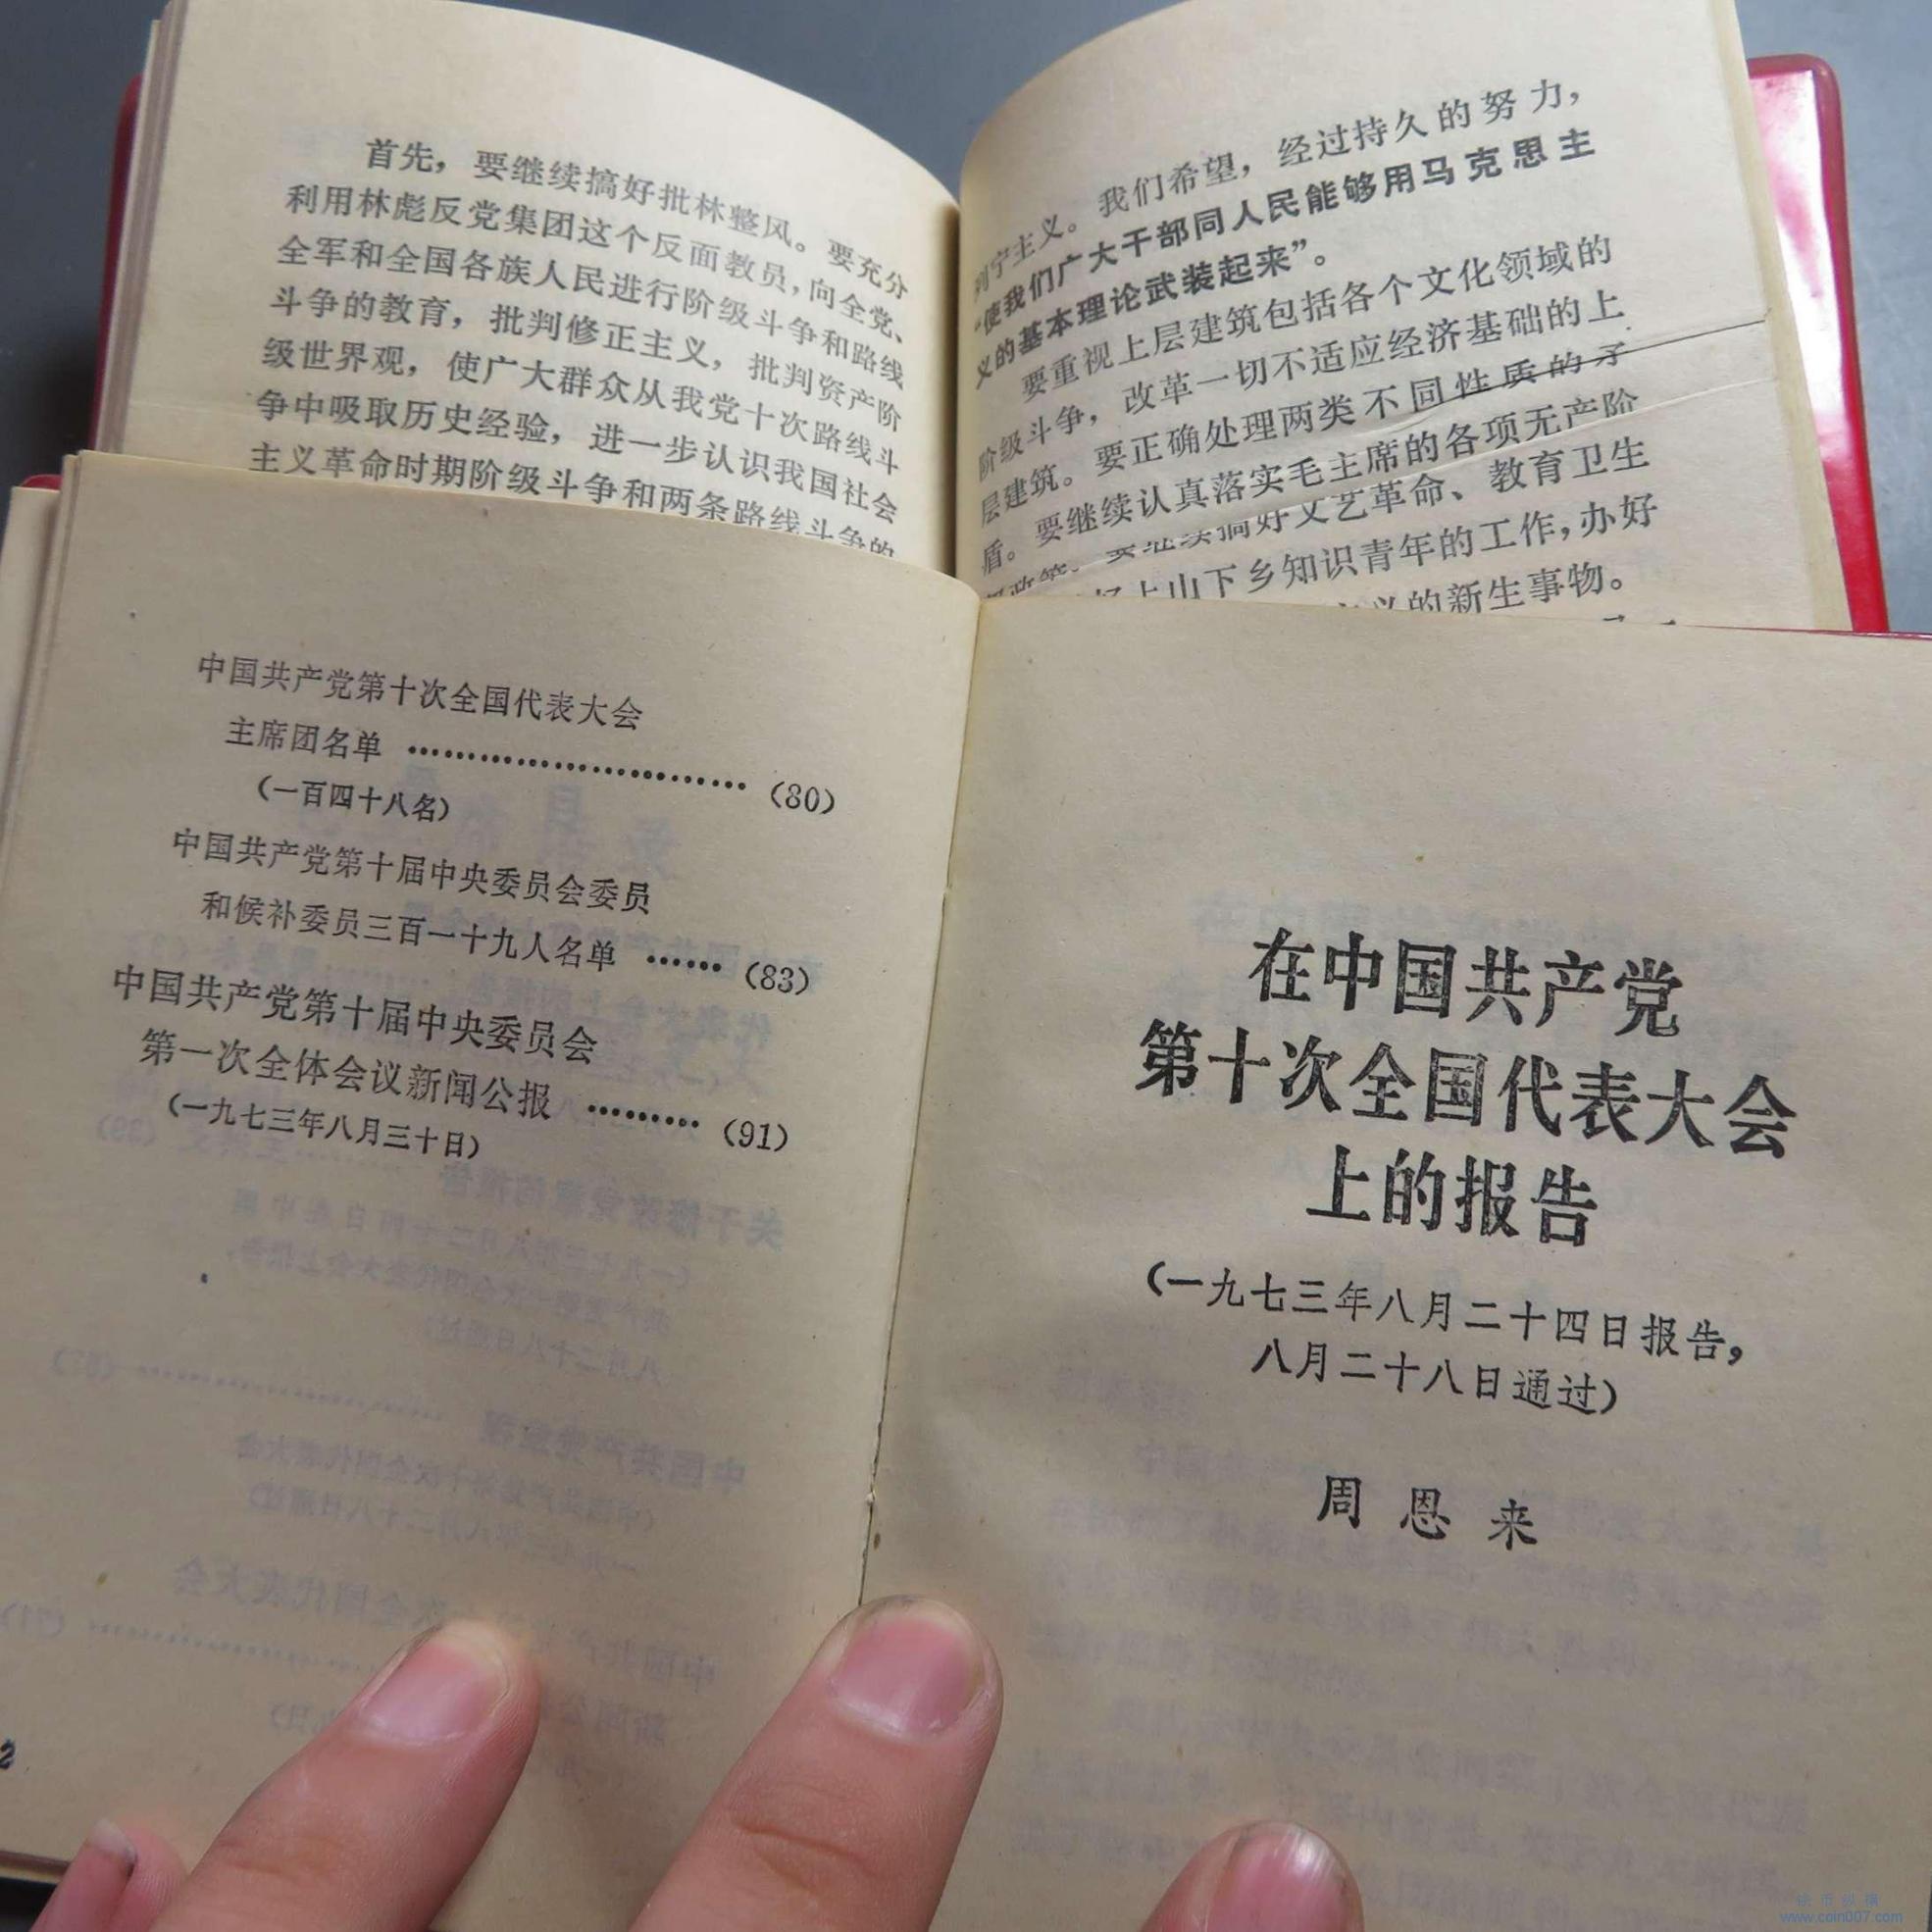 首先，要继续搞好批林整风。要充分
利用林彪反党集团这个反面教员，向全党、
全军和全国各族人民进行阶级斗争和路线
斗争的教育，批判修正主义，批判资产阶
级世界观，使广大群众从我党十次路线斗
争中吸取历史经验，进一步认识我国社会
主义革命时期阶级斗争和两条路线斗争的
列宁主义。我们希望，经过持久的努力，
“使我们广大干部同人民能够用马克思主
义的基本理论武装起来”。
要重视上层建筑包括各个文化领域的
阶级斗争，改革一切不适应经济基础的上
层建筑。要正确处理两类不同性质的矛
盾。要继续认真落实毛主席的各项无产阶
级政策。要继续搞好文艺革命、教育卫生
好上山下乡知识青年的工作，办好
主义的新生事物。
中国共产党第十次全国代表大会
主席团名单 ………………………… (80)
(一百四十八名)
中国共产党第十届中央委员会委员
和候补委员三百一十九人名单 …… (83)
中国共产党第十届中央委员会
第一次全体会议新闻公报 ……… (91)
(一九七三年八月三十日)
2
在中国共产党
第十次全国代表大会
上的报告
(一九七三年八月二十四日报告，
八月二十八日通过)
周恩来
www.coin007.com